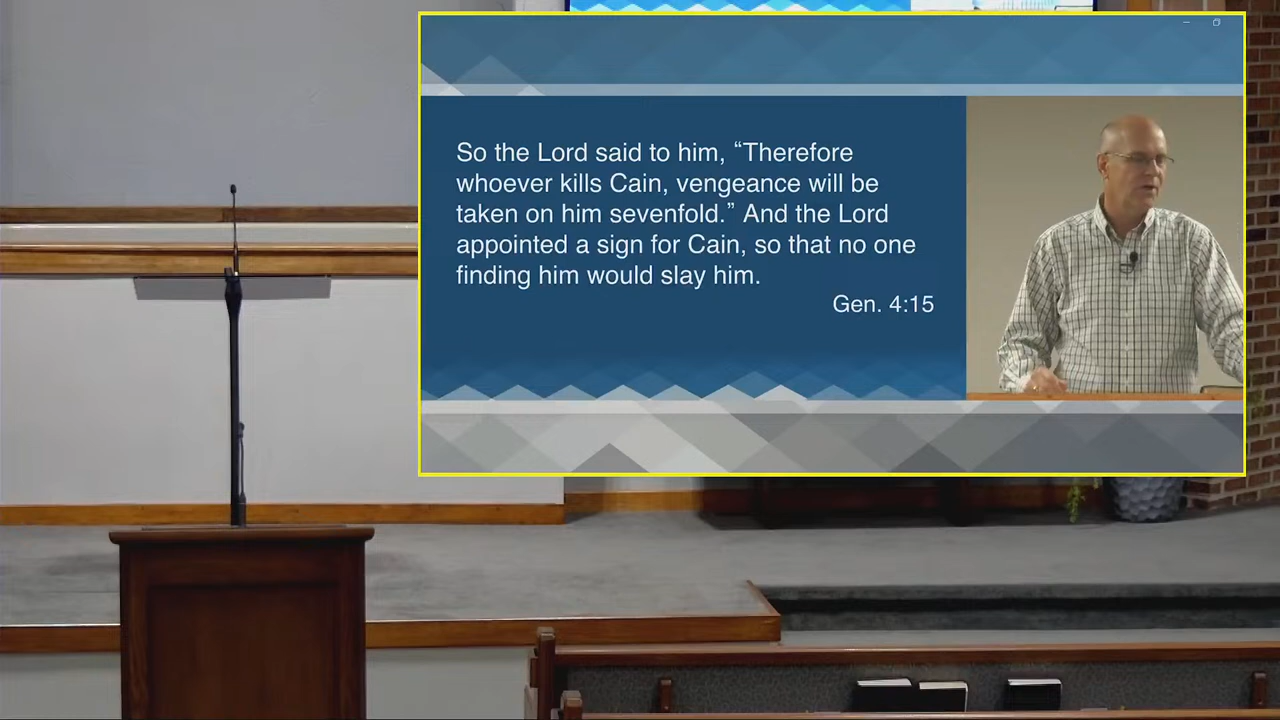 So the Lord said to him, “Therefore
whoever kills Cain, vengeance will be
taken on him sevenfold.” And the Lord
appointed a sign for Cain, so that no one
finding him would slay him.
Gen. 4:15